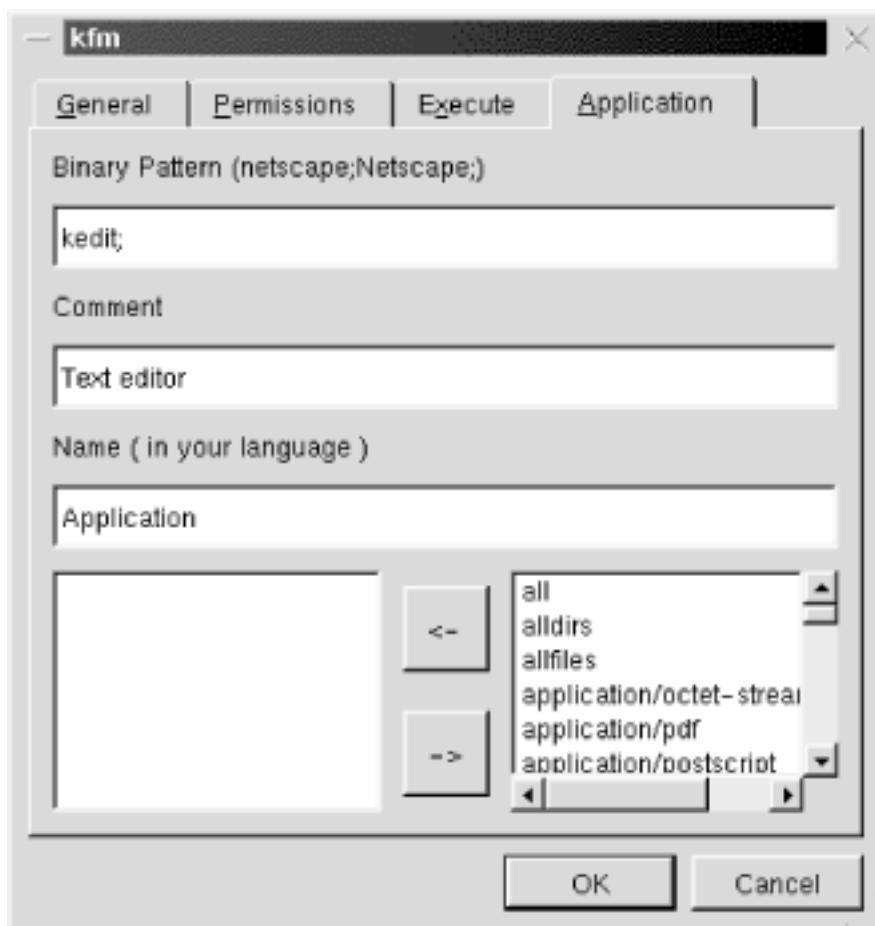 kfm
General Permissions Execute Application
Binary Pattern (netscape;Netscape;)
kedit;
Comment
Text editor
Name ( in your language )
Application
<-
->
all
alldirs
allfiles
application/octet-strear
application/pdf
application/postscript
OK Cancel